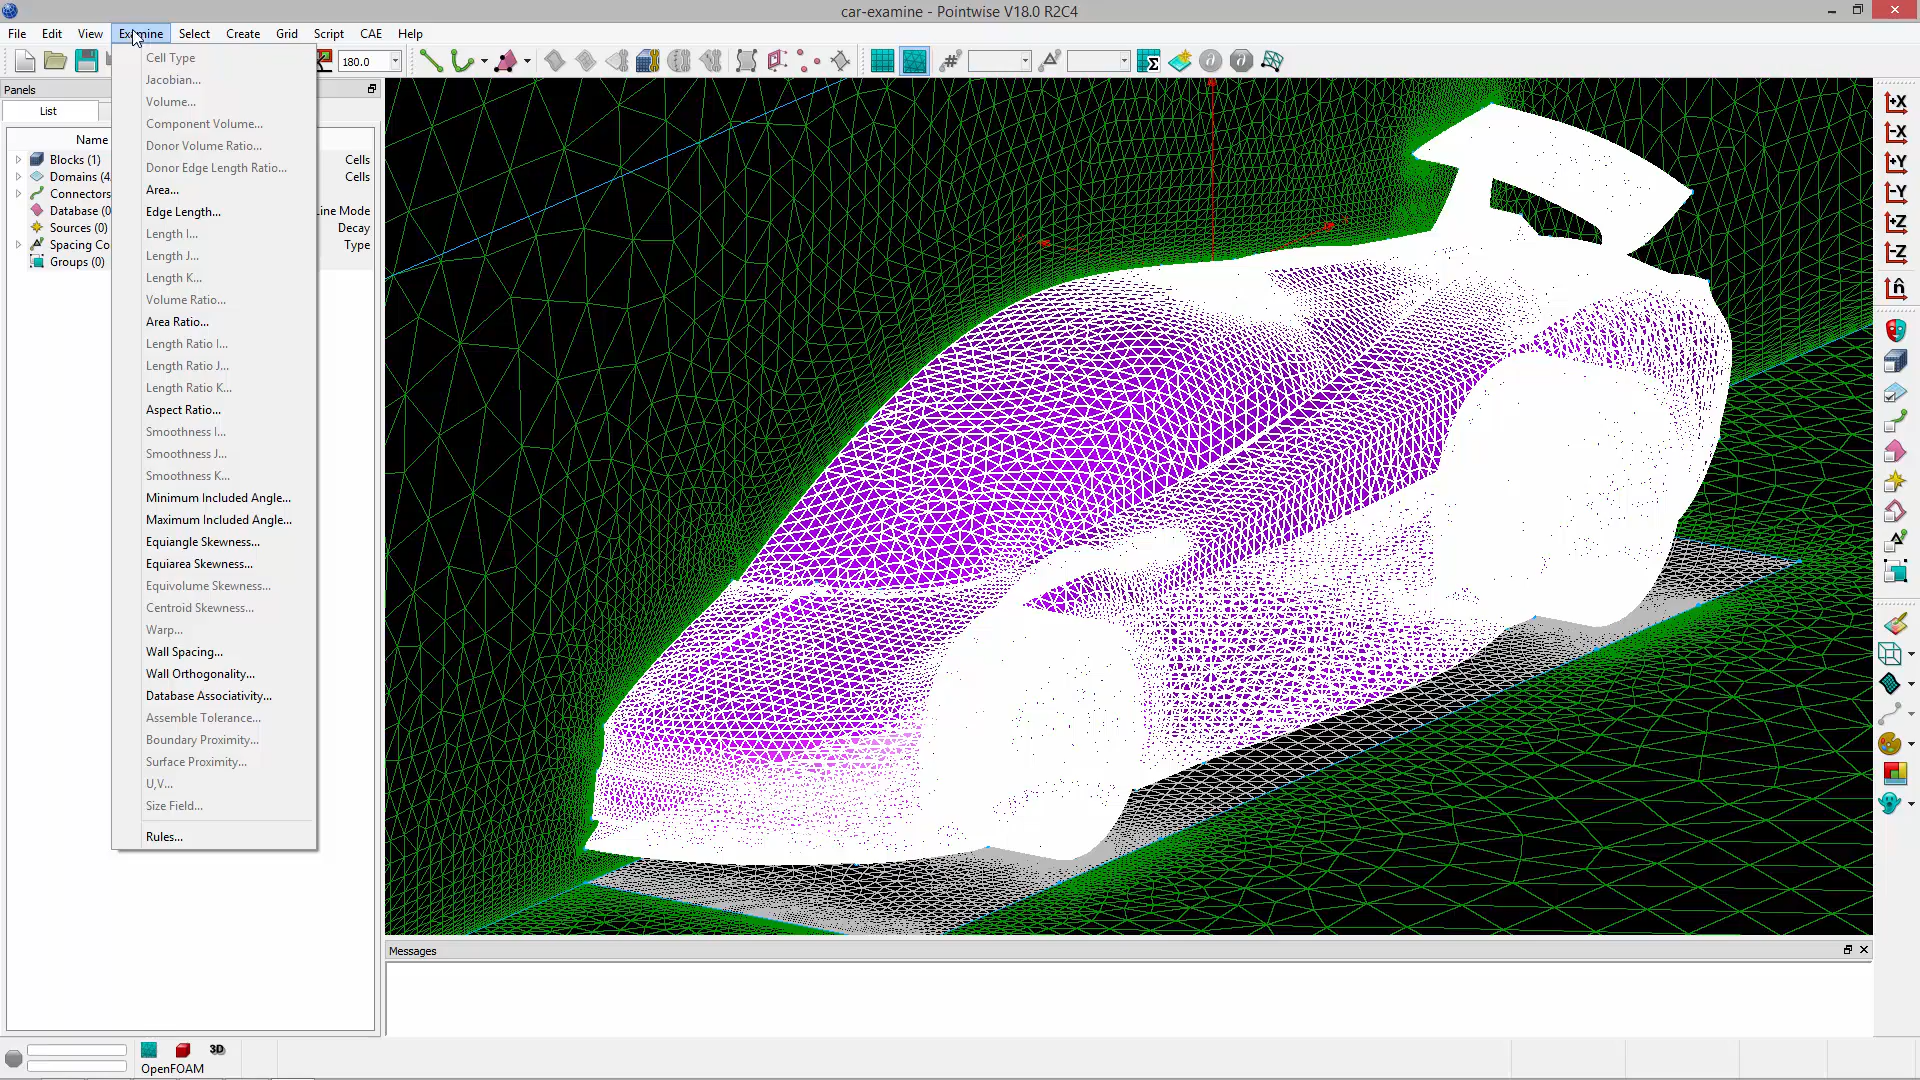 car-examine - Pointwise V18.0 R2C4
File Edit View Examine Select Create Grid Script CAE Help
180.0
Panels
List
Name
Blocks (1) Cells
Domains (4 Cells
Connectors
Database (0 Line Mode
Sources (0) Decay
Spacing Co Type
Groups (0)
Cell Type
Jacobian...
Volume...
Component Volume...
Donor Volume Ratio...
Donor Edge Length Ratio...
Area...
Edge Length...
Length I...
Length J...
Length K...
Volume Ratio...
Area Ratio...
Length Ratio I...
Length Ratio J...
Length Ratio K...
Aspect Ratio...
Smoothness I...
Smoothness J...
Smoothness K...
Minimum Included Angle...
Maximum Included Angle...
Equiangle Skewness...
Equiarea Skewness...
Equivolume Skewness...
Centroid Skewness...
Warp...
Wall Spacing...
Wall Orthogonality...
Database Associativity...
Assemble Tolerance...
Boundary Proximity...
Surface Proximity...
U,V...
Size Field...
Rules...
+X
-X
+Y
-Y
+Z
-Z
n̂
Messages
3D
OpenFOAM